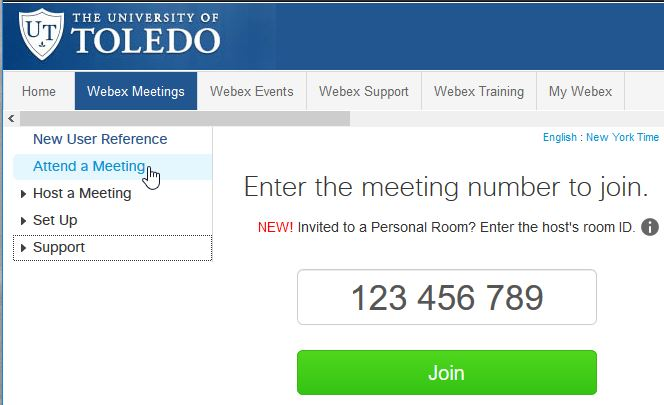 UT
THE UNIVERSITY OF
TOLEDO
Home Webex Meetings Webex Events Webex Support Webex Training My Webex
New User Reference
English : New York Time
Attend a Meeting
Host a Meeting
Set Up
Support
Enter the meeting number to join.
NEW! Invited to a Personal Room? Enter the host's room ID.
123 456 789
Join